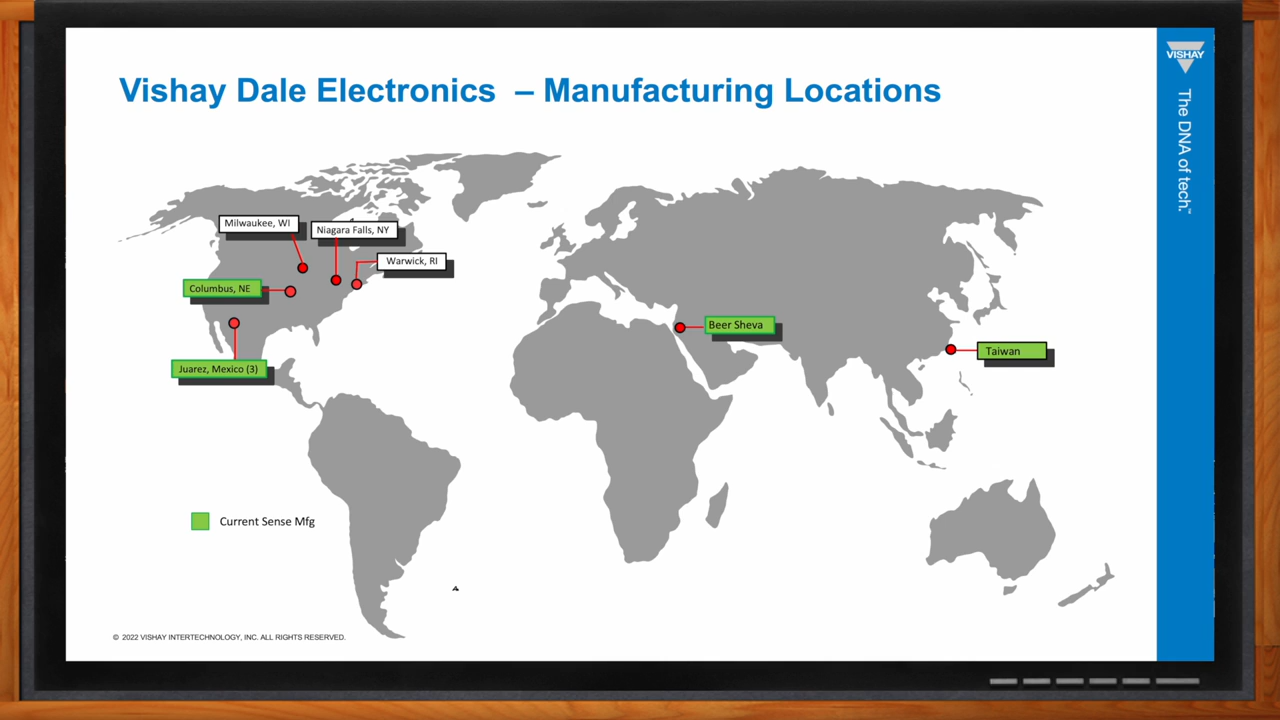 Vishay Dale Electronics – Manufacturing Locations
VISHAY
The DNA of tech.™
Milwaukee, WI
Niagara Falls, NY
Warwick, RI
Columbus, NE
Juarez, Mexico (3)
Beer Sheva
Taiwan
Current Sense Mfg
© 2022 VISHAY INTERTECHNOLOGY, INC. ALL RIGHTS RESERVED.